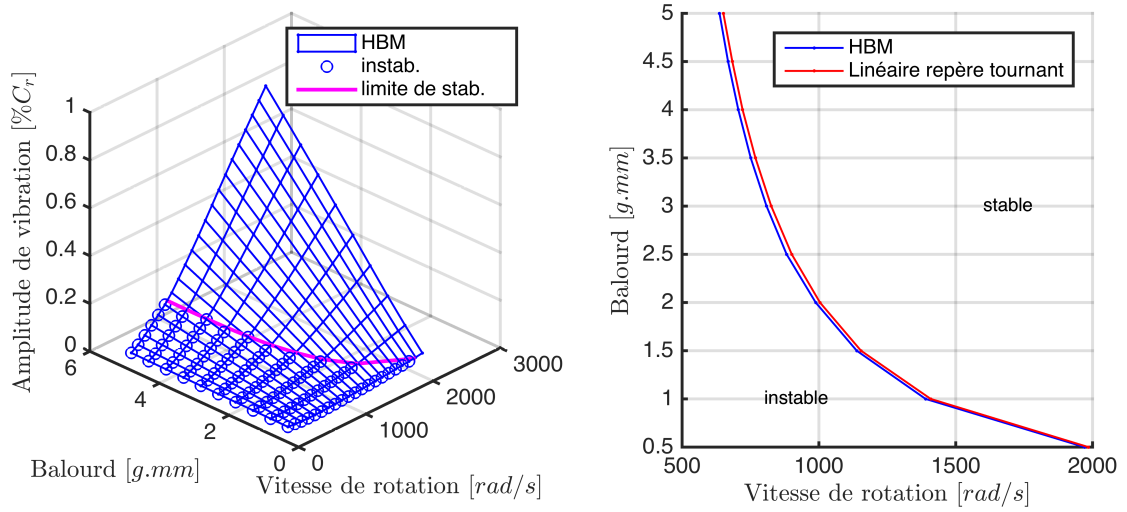 HBM
instab.
limite de stab.
Amplitude de vibration [%Cr]
1
0.8
0.6
0.4
0.2
0
6
4
2
0
0
1000
2000
3000
Balourd [g.mm]
Vitesse de rotation [rad/s]
HBM
Linéaire repère tournant
stable
instable
Balourd [g.mm]
5
4.5
4
3.5
3
2.5
2
1.5
1
0.5
500
1000
1500
2000
Vitesse de rotation [rad/s]